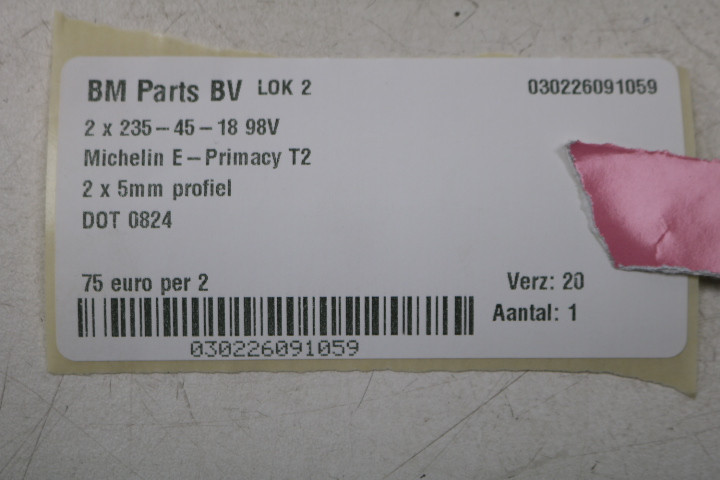 BM Parts BV LOK 2 030226091059
2 x 235-45-18 98V
Michelin E-Primacy T2
2 x 5mm profiel
DOT 0824
75 euro per 2 Verz: 20
Aantal: 1
030226091059